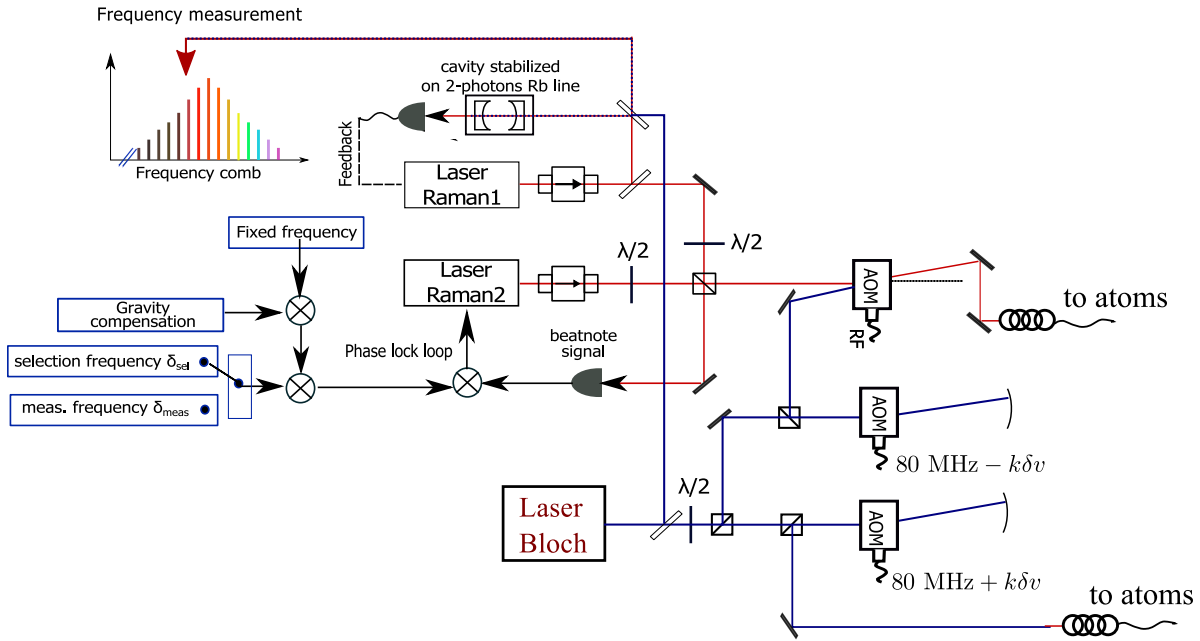 Frequency measurement
cavity stabilized
on 2-photons Rb line
Frequency comb
Feedback
Laser
Raman1
λ/2
Fixed frequency
λ/2
Laser
Raman2
AOM
RF
to atoms
Gravity
compensation
Phase lock loop
beatnote
signal
selection frequency δsel
meas. frequency δmeas
AOM
80 MHz − kδv
λ/2
Laser
Bloch
AOM
80 MHz + kδv
to atoms